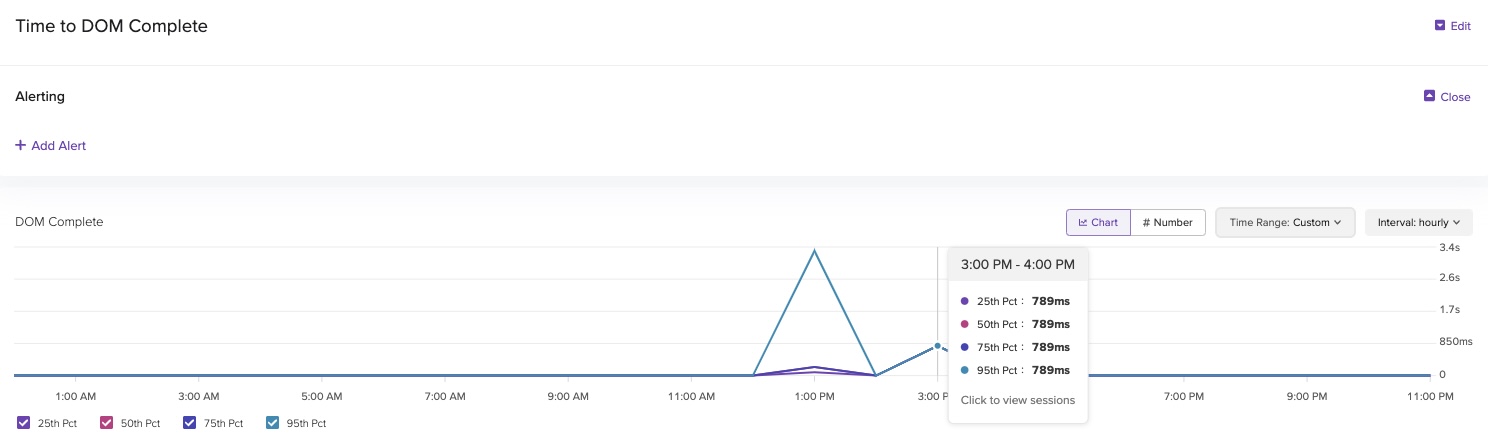 Time to DOM Complete
Edit
Alerting
Close
+ Add Alert
DOM Complete
Chart
# Number
Time Range: Custom
Interval: hourly
3.4s
2.6s
1.7s
850ms
0
3:00 PM - 4:00 PM
25th Pct : 789ms
50th Pct : 789ms
75th Pct : 789ms
95th Pct : 789ms
Click to view sessions
1:00 AM 3:00 AM 5:00 AM 7:00 AM 9:00 AM 11:00 AM 1:00 PM 3:00 P 7:00 PM 9:00 PM 11:00 PM
25th Pct 50th Pct 75th Pct 95th Pct